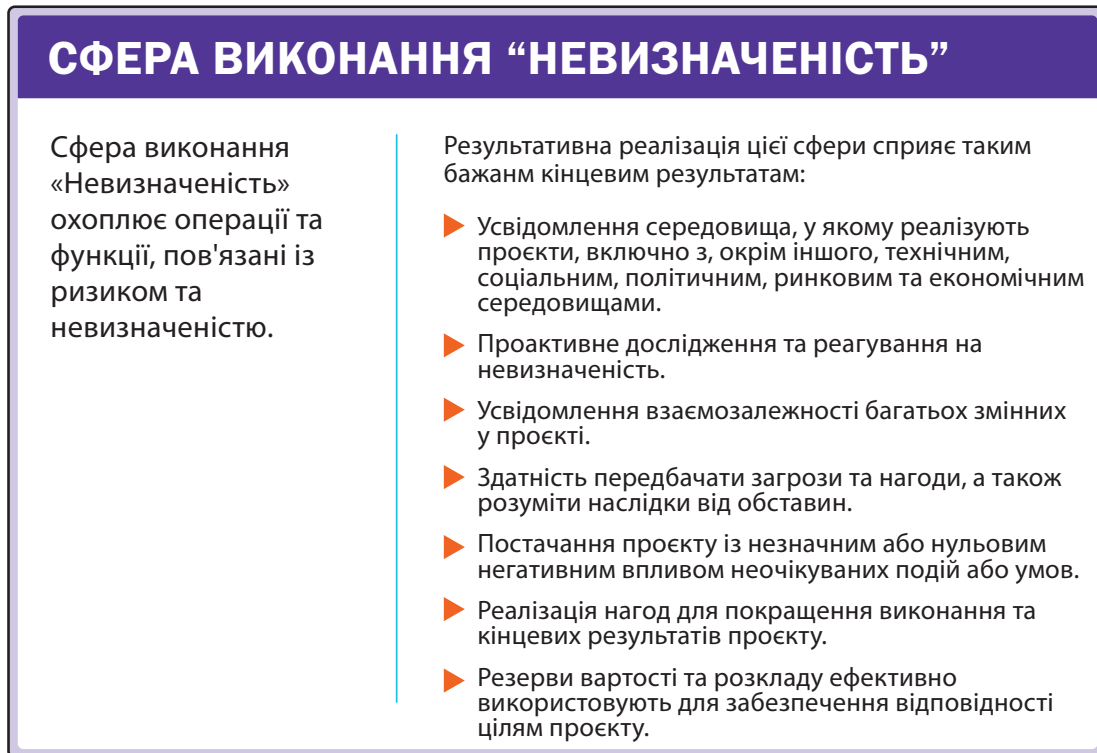 СФЕРА ВИКОНАННЯ “НЕВИЗНАЧЕНІСТЬ”
Сфера виконання
«Невизначеність»
охоплює операції та
функції, пов'язані із
ризиком та
невизначеністю.
Результативна реалізація цієї сфери сприяє таким
бажанм кінцевим результатам:
Усвідомлення середовища, у якому реалізують
проєкти, включно з, окрім іншого, технічним,
соціальним, політичним, ринковим та економічним
середовищами.
Проактивне дослідження та реагування на
невизначеність.
Усвідомлення взаємозалежності багатьох змінних
у проєкті.
Здатність передбачати загрози та нагоди, а також
розуміти наслідки від обставин.
Постачання проєкту із незначним або нульовим
негативним впливом неочікуваних подій або умов.
Реалізація нагод для покращення виконання та
кінцевих результатів проєкту.
Резерви вартості та розкладу ефективно
використовують для забезпечення відповідності
цілям проєкту.